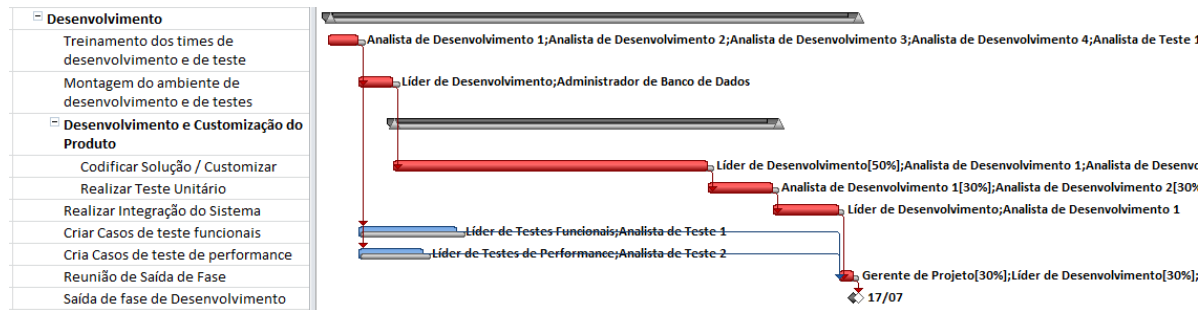 Desenvolvimento
Treinamento dos times de
desenvolvimento e de teste
Analista de Desenvolvimento 1;Analista de Desenvolvimento 2;Analista de Desenvolvimento 3;Analista de Desenvolvimento 4;Analista de Teste 1
Montagem do ambiente de
desenvolvimento e de testes
Líder de Desenvolvimento;Administrador de Banco de Dados
Desenvolvimento e Customização do
Produto
Codificar Solução / Customizar
Líder de Desenvolvimento[50%];Analista de Desenvolvimento 1;Analista de Desenvo
Realizar Teste Unitário
Analista de Desenvolvimento 1[30%];Analista de Desenvolvimento 2[30%
Realizar Integração do Sistema
Líder de Desenvolvimento;Analista de Desenvolvimento 1
Criar Casos de teste funcionais
Líder de Testes Funcionais;Analista de Teste 1
Cria Casos de teste de performance
Líder de Testes de Performance;Analista de Teste 2
Reunião de Saída de Fase
Gerente de Projeto[30%];Líder de Desenvolvimento[30%];
Saída de fase de Desenvolvimento
17/07